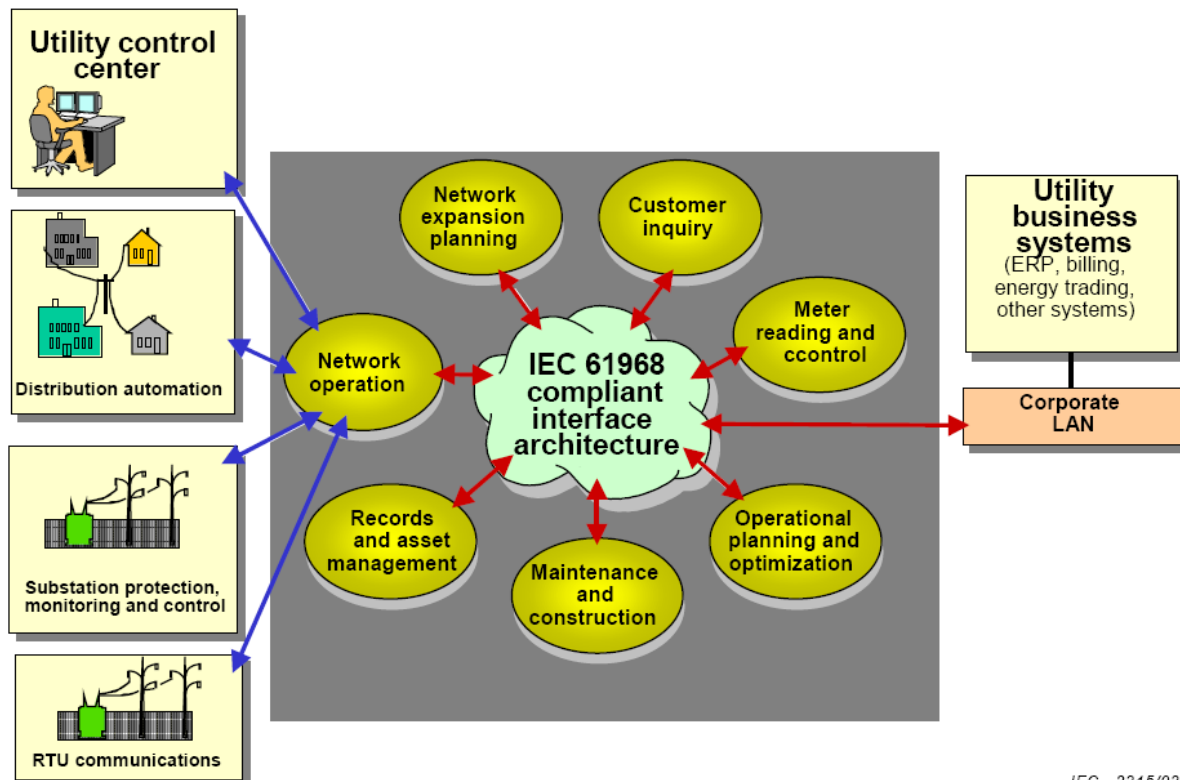 Utility control
center
Distribution automation
Substation protection,
monitoring and control
RTU communications
Network
expansion
planning
Customer
inquiry
Meter
reading and
ccontrol
Network
operation
IEC 61968
compliant
interface
architecture
Records
and asset
management
Maintenance
and
construction
Operational
planning and
optimization
Utility
business
systems
(ERP, billing,
energy trading,
other systems)
Corporate
LAN
IEC